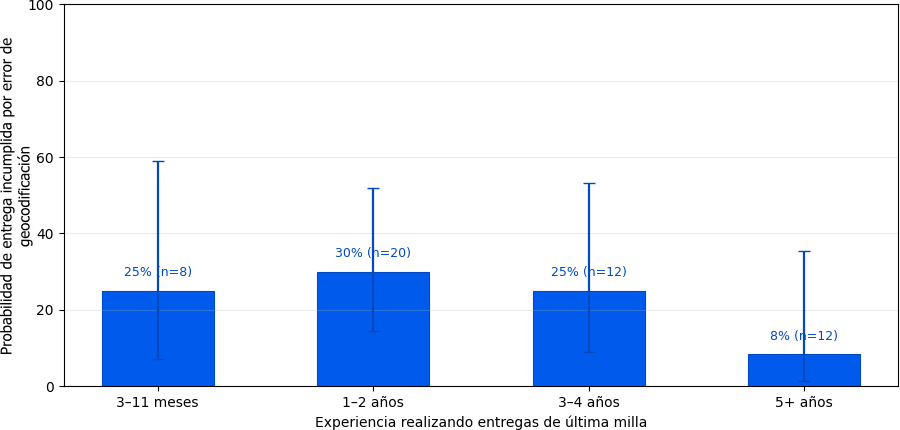 Probabilidad de entrega incumplida por error de
geocodificación
100
80
60
40
20
0
25% (n=8)
30% (n=20)
25% (n=12)
8% (n=12)
3–11 meses
1–2 años
3–4 años
5+ años
Experiencia realizando entregas de última milla